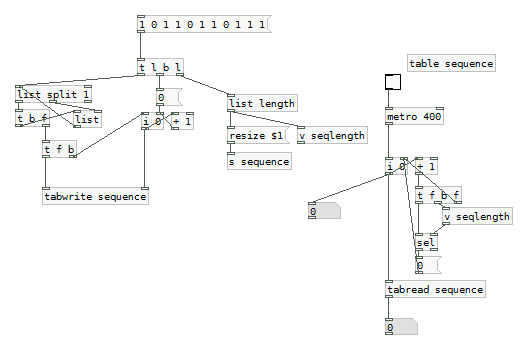 1 0 1 1 0 1 1 0 1 1 1
t l b l
table sequence
list split 1
0
list length
metro 400
t b f
list
i 0
+ 1
resize $1
v seqlength
t f b
s sequence
i 0
+ 1
tabwrite sequence
t f b f
0
v seqlength
sel
0
tabread sequence
0